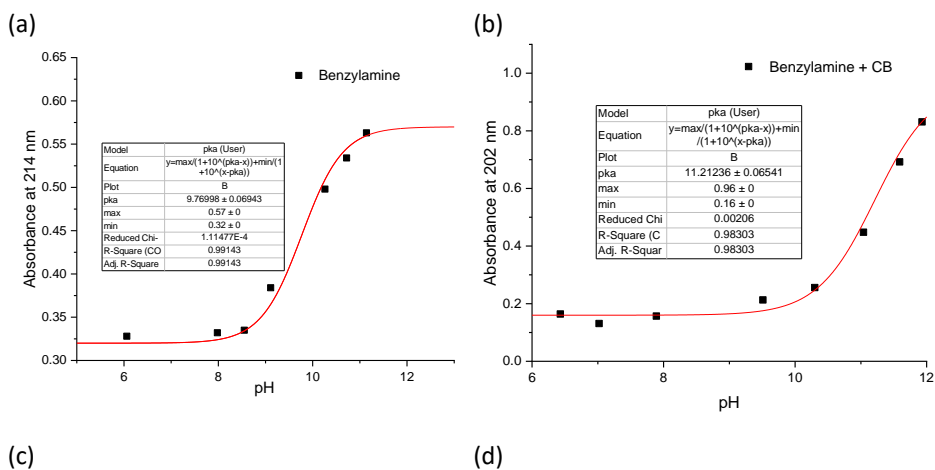 (a)
(b)
0.65
0.60
0.55
0.50
0.45
0.40
0.35
0.30
Absorbance at 214 nm
Benzylamine
Model pka (User)
Equation y=max/(1+10^(pka-x))+min/(1
+10^(x-pka))
Plot B
pka 9.76998 ± 0.06943
max 0.57 ± 0
min 0.32 ± 0
Reduced Chi- 1.11477E-4
R-Square (CO 0.99143
Adj. R-Square 0.99143
6 8 10 12
pH
1.0
0.8
0.6
0.4
0.2
0.0
Absorbance at 202 nm
Benzylamine + CB
Model pka (User)
Equation y=max/(1+10^(pka-x))+min
/(1+10^(x-pka))
Plot B
pka 11.21236 ± 0.06541
max 0.96 ± 0
min 0.16 ± 0
Reduced Chi 0.00206
R-Square (C 0.98303
Adj. R-Squar 0.98303
6 8 10 12
pH
(c)
(d)